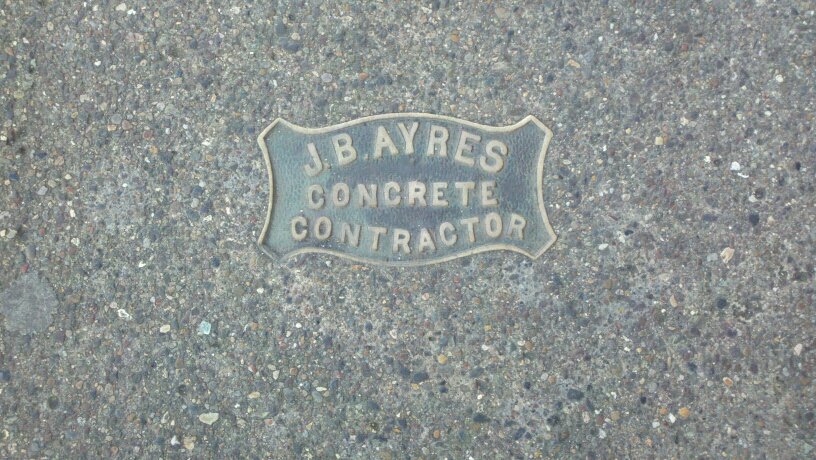 J.B. AYRES
CONCRETE
CONTRACTOR